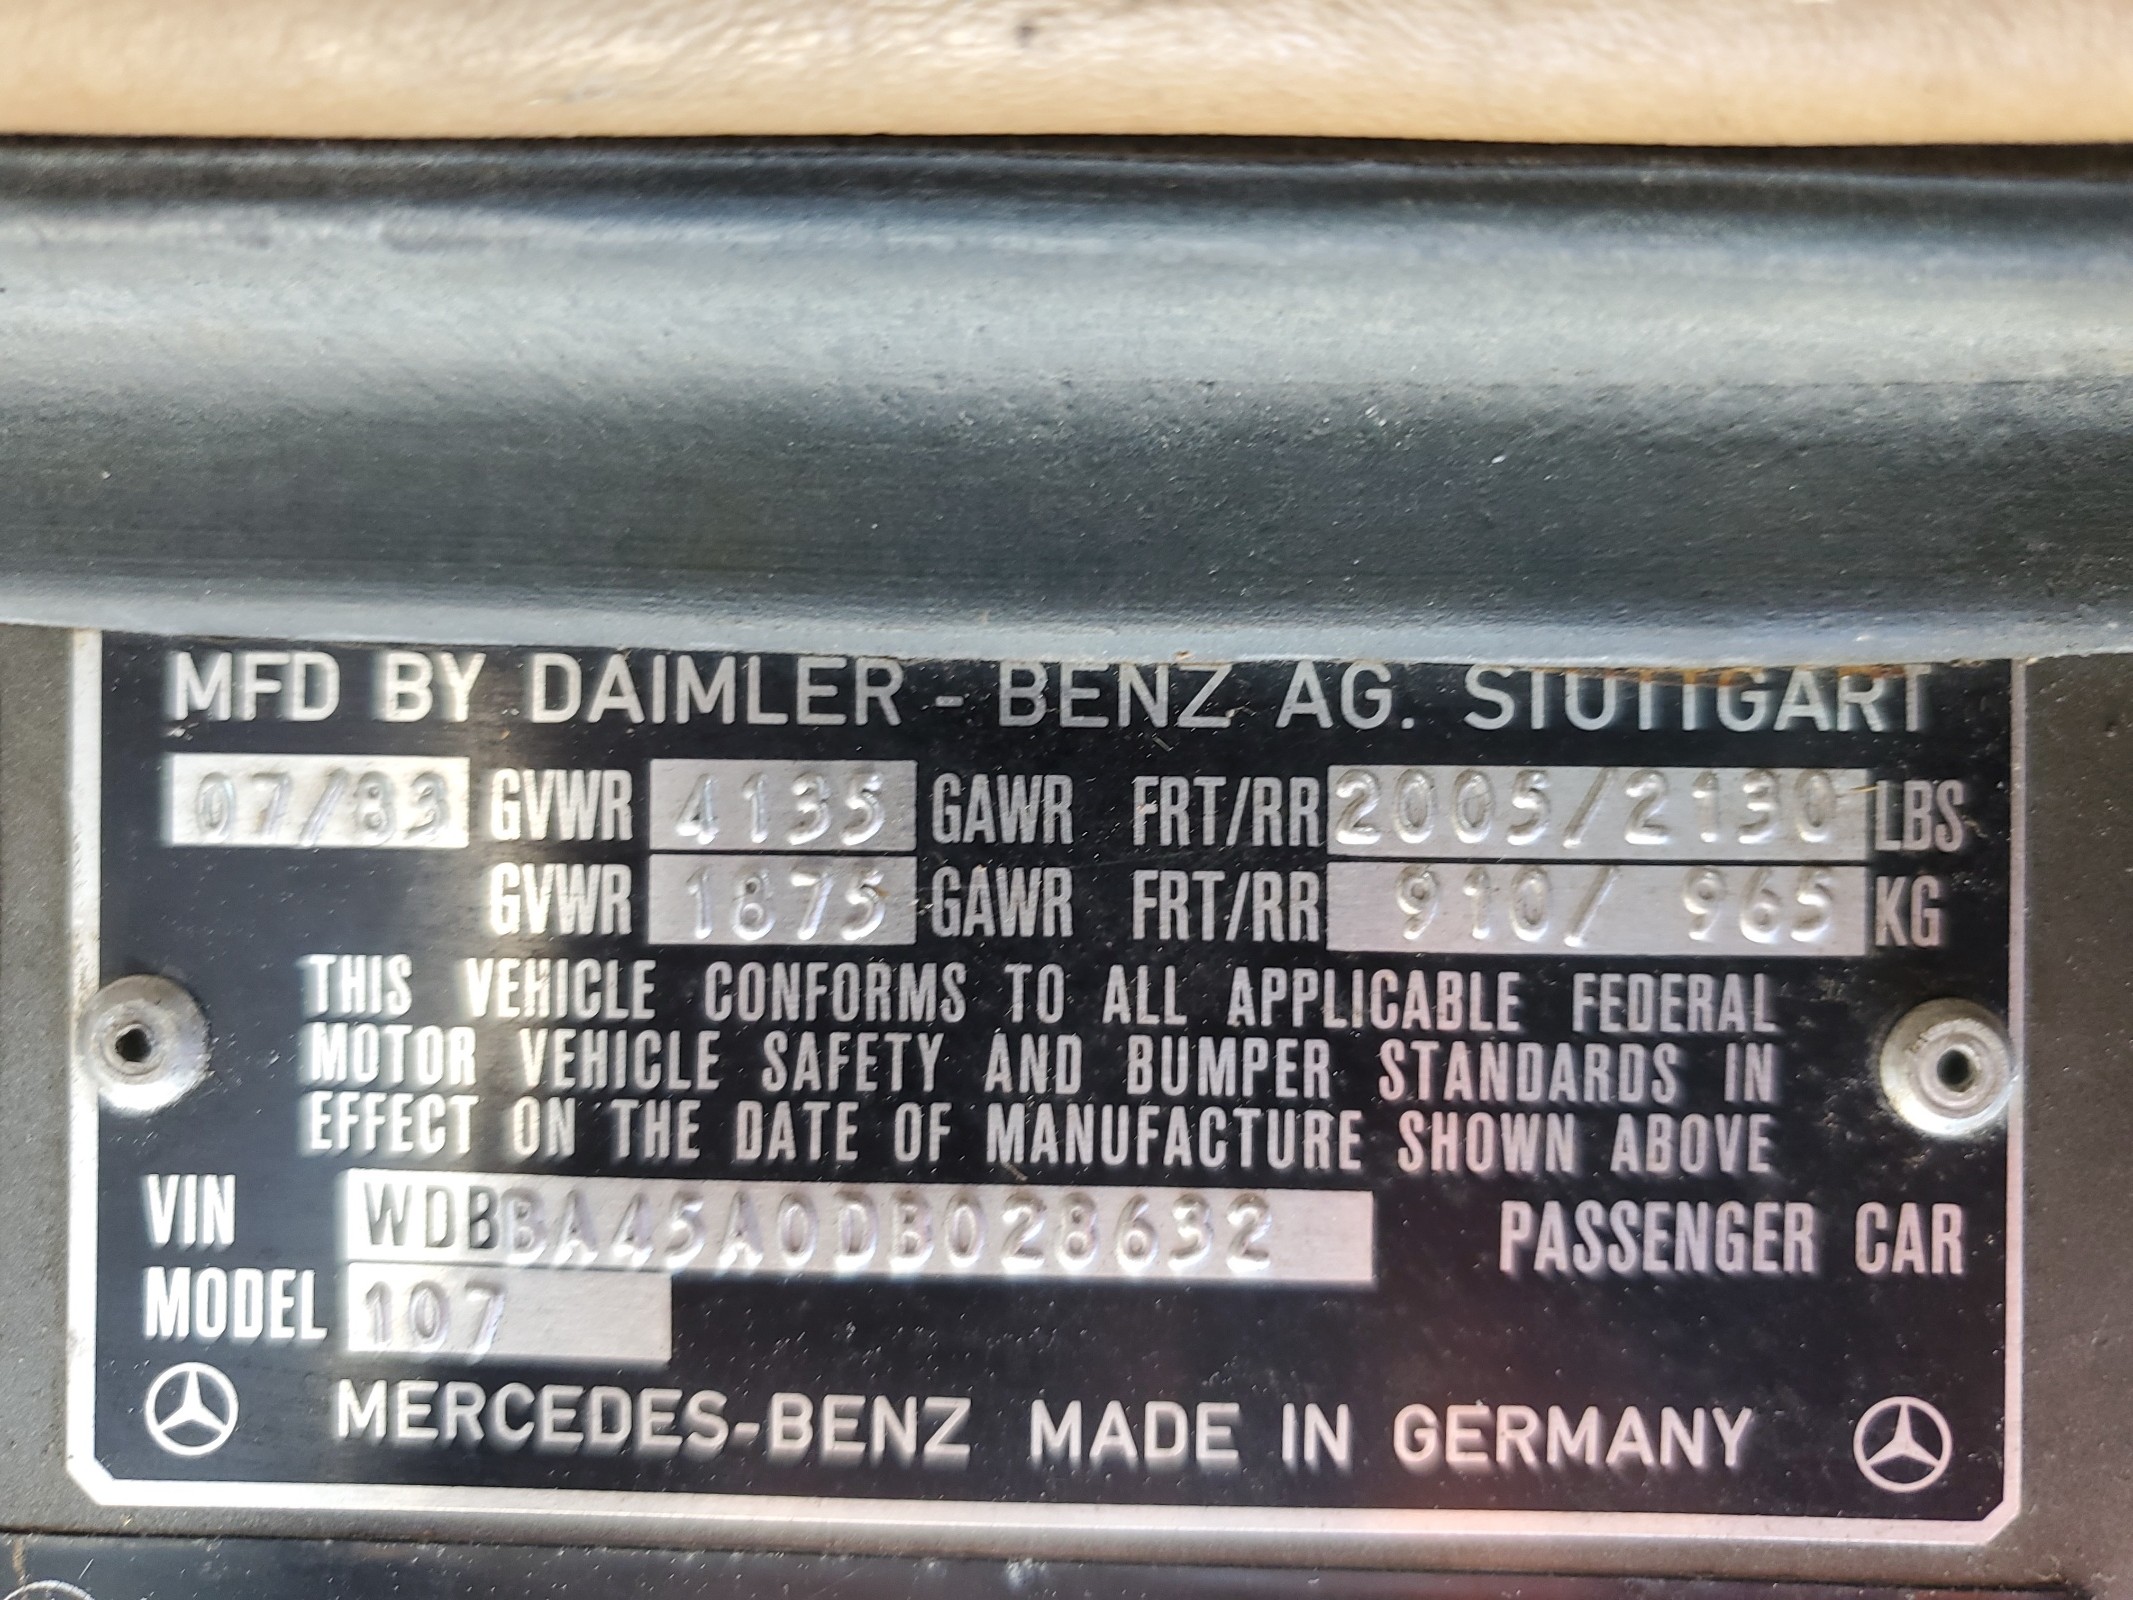 MFD BY DAIMLER - BENZ AG. STUTTGART
07/83 GVWR 4135 GAWR FRT/RR 2005/2130 LBS
GVWR 1875 GAWR FRT/RR 910/ 965 KG
THIS VEHICLE CONFORMS TO ALL APPLICABLE FEDERAL
MOTOR VEHICLE SAFETY AND BUMPER STANDARDS IN
EFFECT ON THE DATE OF MANUFACTURE SHOWN ABOVE
VIN WDBBA45A0DB028632 PASSENGER CAR
MODEL 107
MERCEDES-BENZ MADE IN GERMANY